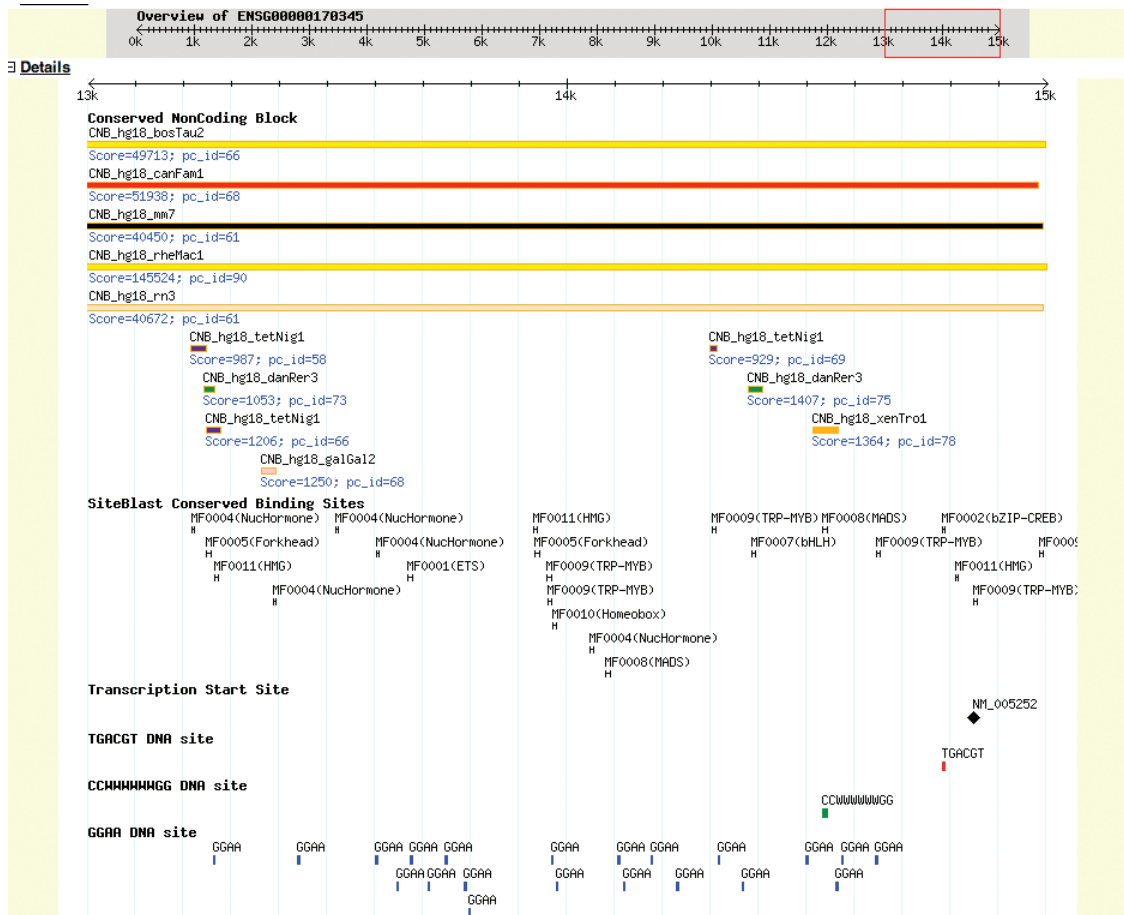 Overview of ENSG00000170345
0k 1k 2k 3k 4k 5k 6k 7k 8k 9k 10k 11k 12k 13k 14k 15k
Details
13k 14k 15k
Conserved NonCoding Block
CNB_hg18_bosTau2
Score=49713; pc_id=66
CNB_hg18_canFam1
Score=51938; pc_id=68
CNB_hg18_mm7
Score=40450; pc_id=61
CNB_hg18_rheMac1
Score=145524; pc_id=90
CNB_hg18_rn3
Score=40672; pc_id=61
CNB_hg18_tetNig1 CNB_hg18_tetNig1
Score=987; pc_id=58 Score=929; pc_id=69
CNB_hg18_danRer3 CNB_hg18_danRer3
Score=1053; pc_id=73 Score=1407; pc_id=75
CNB_hg18_tetNig1 CNB_hg18_xenTro1
Score=1206; pc_id=66 Score=1364; pc_id=78
CNB_hg18_galGal2
Score=1250; pc_id=68
SiteBlast Conserved Binding Sites
MF0004(NucHormone) MF0004(NucHormone) MF0011(HMG) MF0009(TRP-MYB) MF0008(MADS) MF0002(bZIP-CREB)
MF0005(Forkhead) MF0004(NucHormone) MF0005(Forkhead) MF0007(bHLH) MF0009(TRP-MYB) MF0009
MF0011(HMG) MF0001(ETS) MF0009(TRP-MYB) MF0011(HMG)
MF0004(NucHormone) MF0009(TRP-MYB) MF0009(TRP-MYB)
MF0010(Homeobox)
MF0004(NucHormone)
MF0008(MADS)
Transcription Start Site
NM_005252
TGACGT DNA site
TGACGT
CCWWWWWWGG DNA site
CCWWWWWWGG
GGAA DNA site
GGAA GGAA GGAA GGAA GGAA GGAA GGAA GGAA GGAA GGAA GGAA GGAA
GGAA GGAA GGAA GGAA GGAA GGAA GGAA GGAA
GGAA